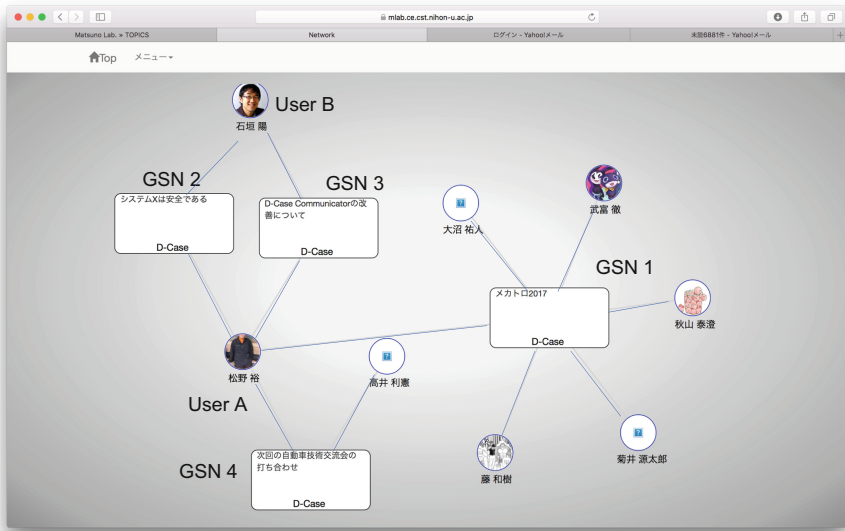 mlab.ce.cst.nihon-u.ac.jp
Matsuno Lab. » TOPICS
Network
ログイン - Yahoo!メール
未読6881件 - Yahoo!メール
Top
メニュー
User B
石垣 陽
GSN 2
GSN 3
システムXは安全である
D-Case
D-Case Communicatorの改
善について
D-Case
大沼 祐人
武富 徹
GSN 1
メカトロ2017
D-Case
秋山 泰澄
松野 裕
高井 利憲
User A
藤 和樹
菊井 源太郎
GSN 4
次回の自動車技術交流会の
打ち合わせ
D-Case